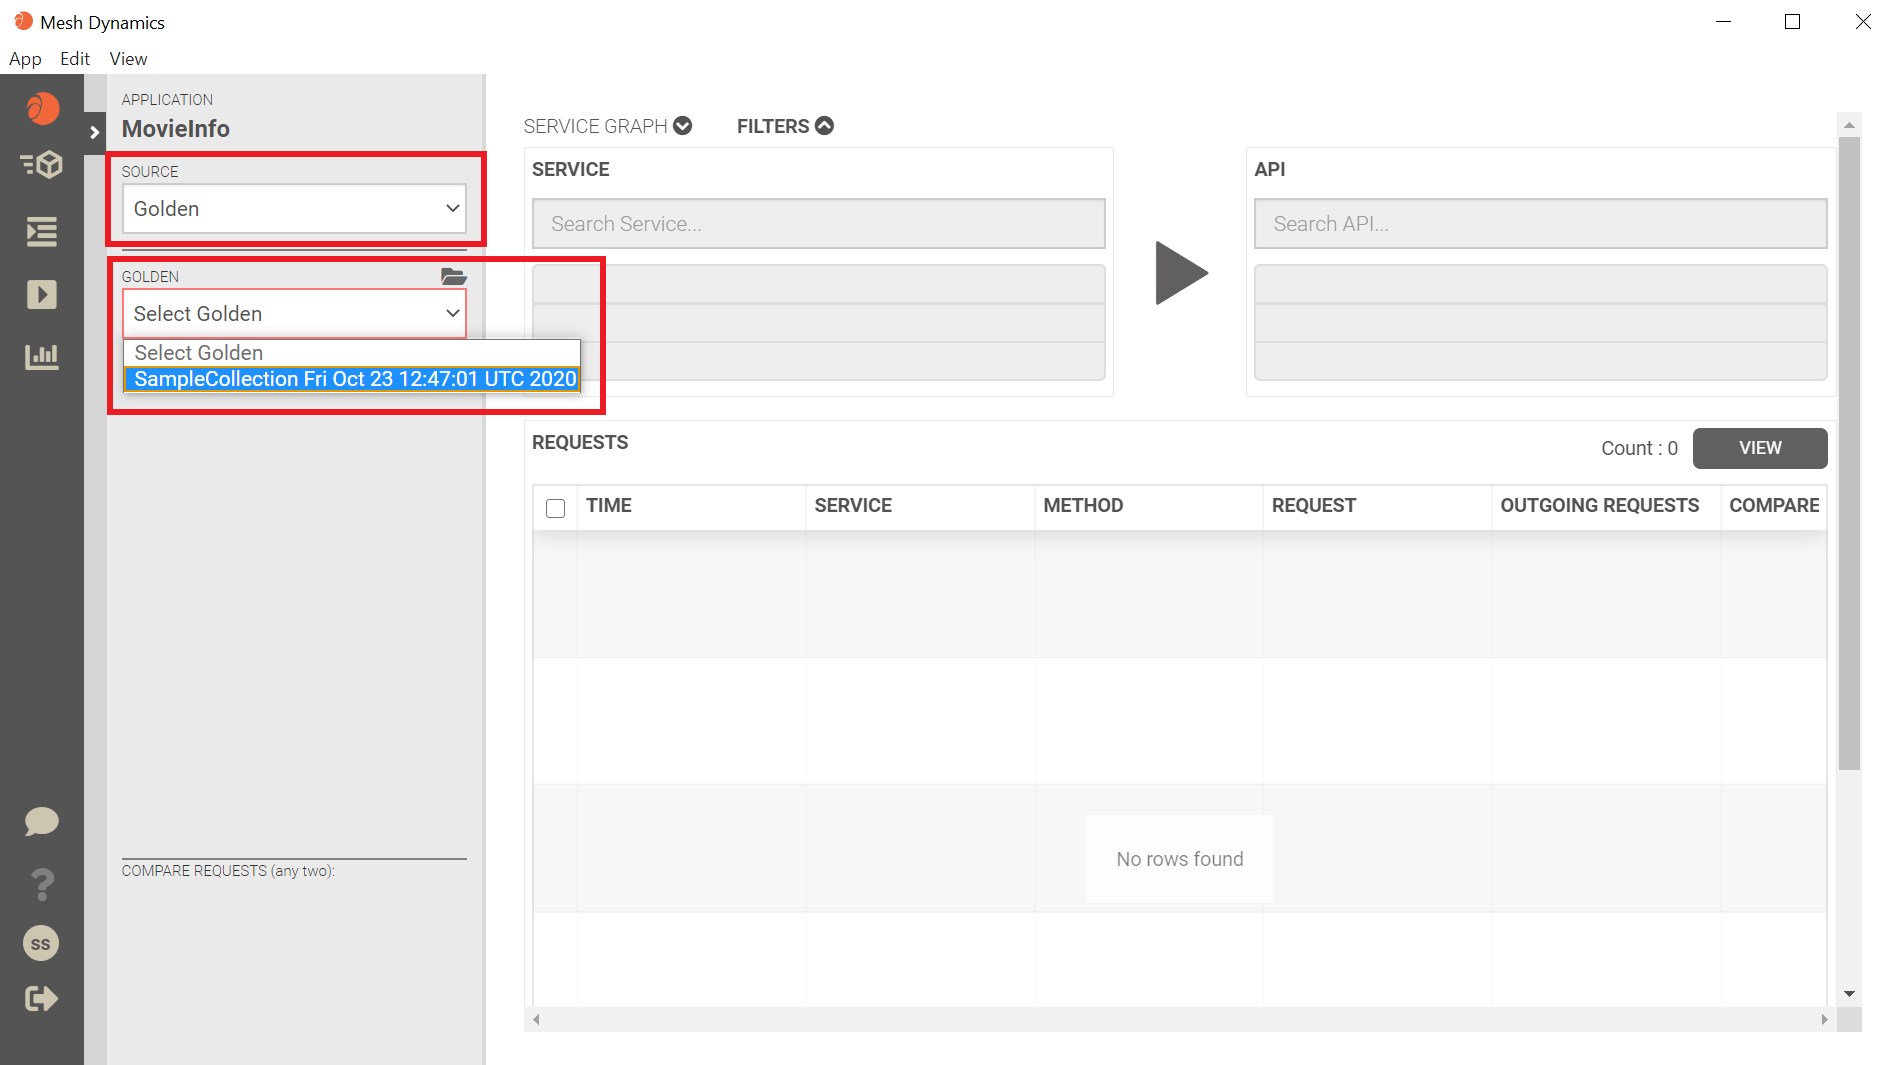 Mesh Dynamics
App Edit View
APPLICATION
MovieInfo
SOURCE
Golden
GOLDEN
Select Golden
Select Golden
SampleCollection Fri Oct 23 12:47:01 UTC 2020
COMPARE REQUESTS (any two):
SS
SERVICE GRAPH FILTERS
SERVICE
Search Service...
API
Search API...
REQUESTS
Count : 0 VIEW
TIME SERVICE METHOD REQUEST OUTGOING REQUESTS COMPARE
No rows found